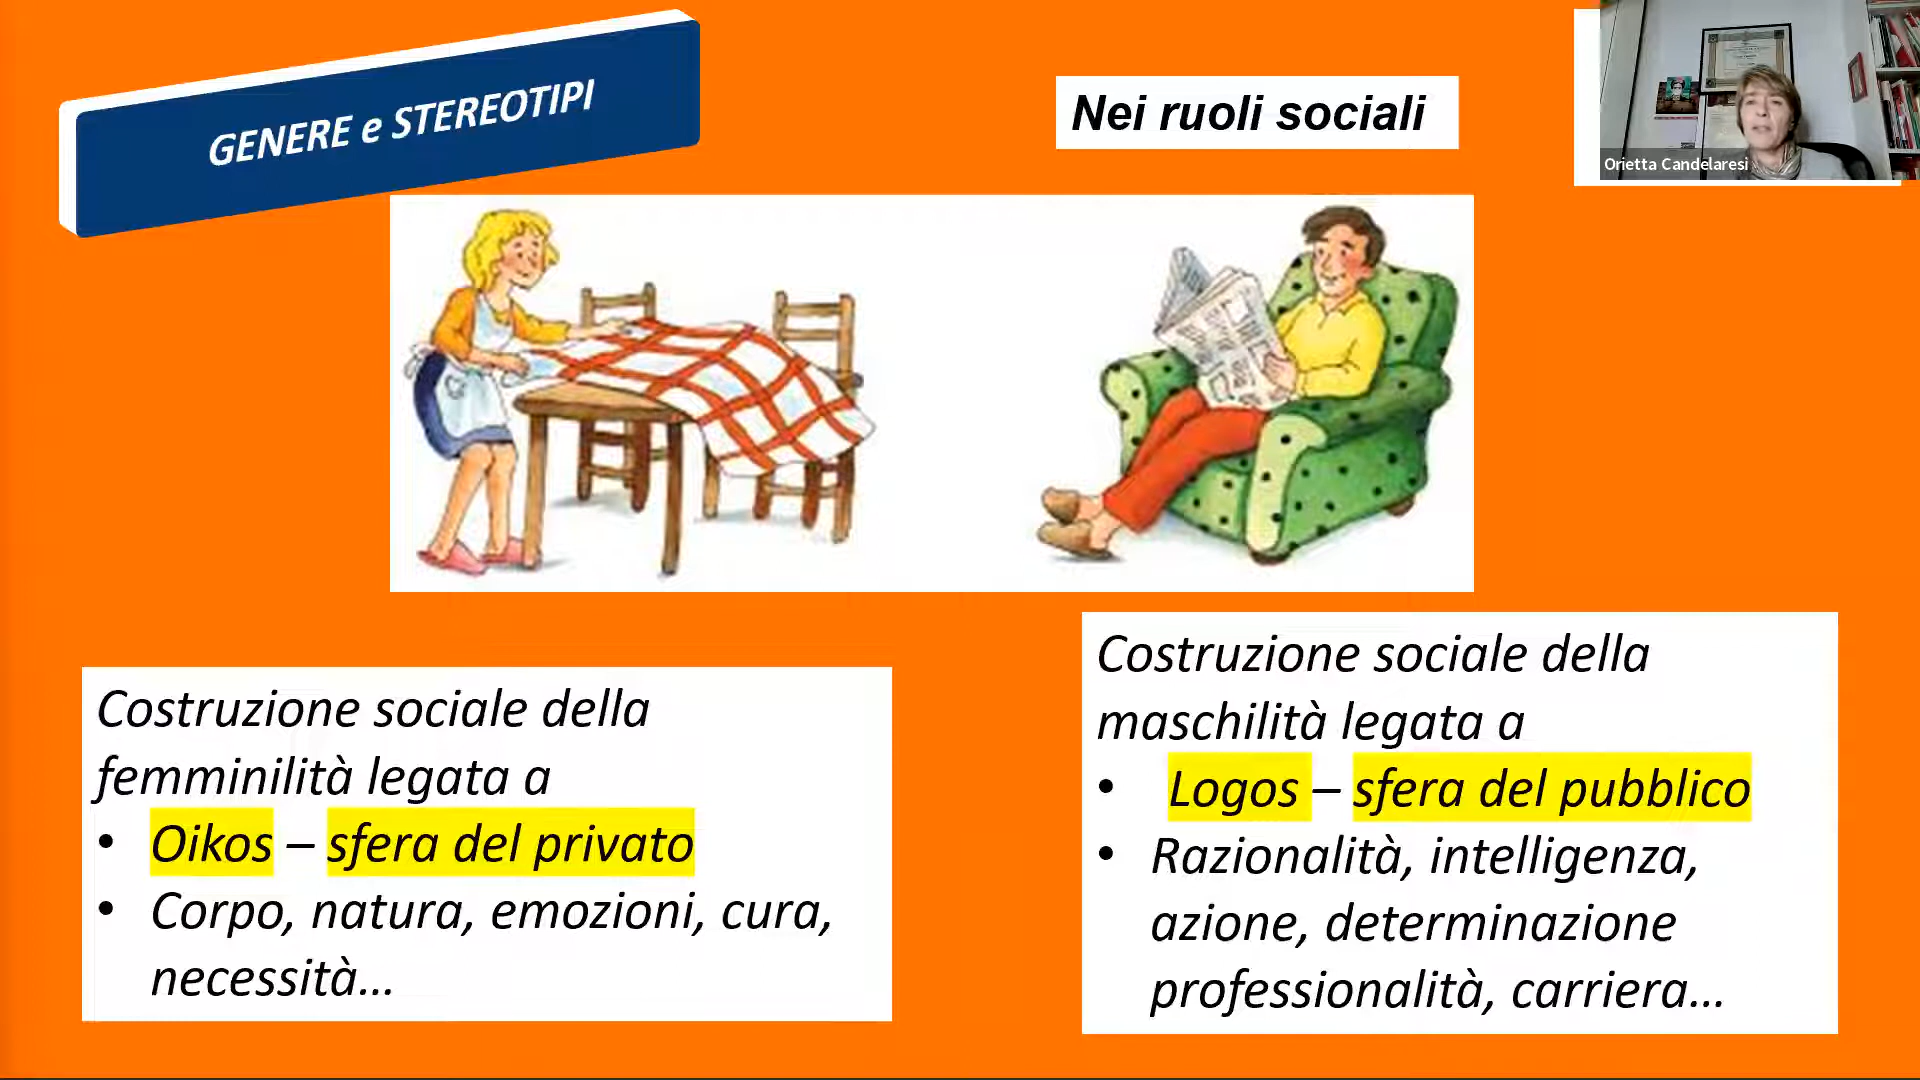 GENERE e STEREOTIPI
Nei ruoli sociali
Orietta Candelaresi
Costruzione sociale della
femminilità legata a
• Oikos – sfera del privato
• Corpo, natura, emozioni, cura,
necessità...
Costruzione sociale della
maschilità legata a
• Logos – sfera del pubblico
• Razionalità, intelligenza,
azione, determinazione
professionalità, carriera...